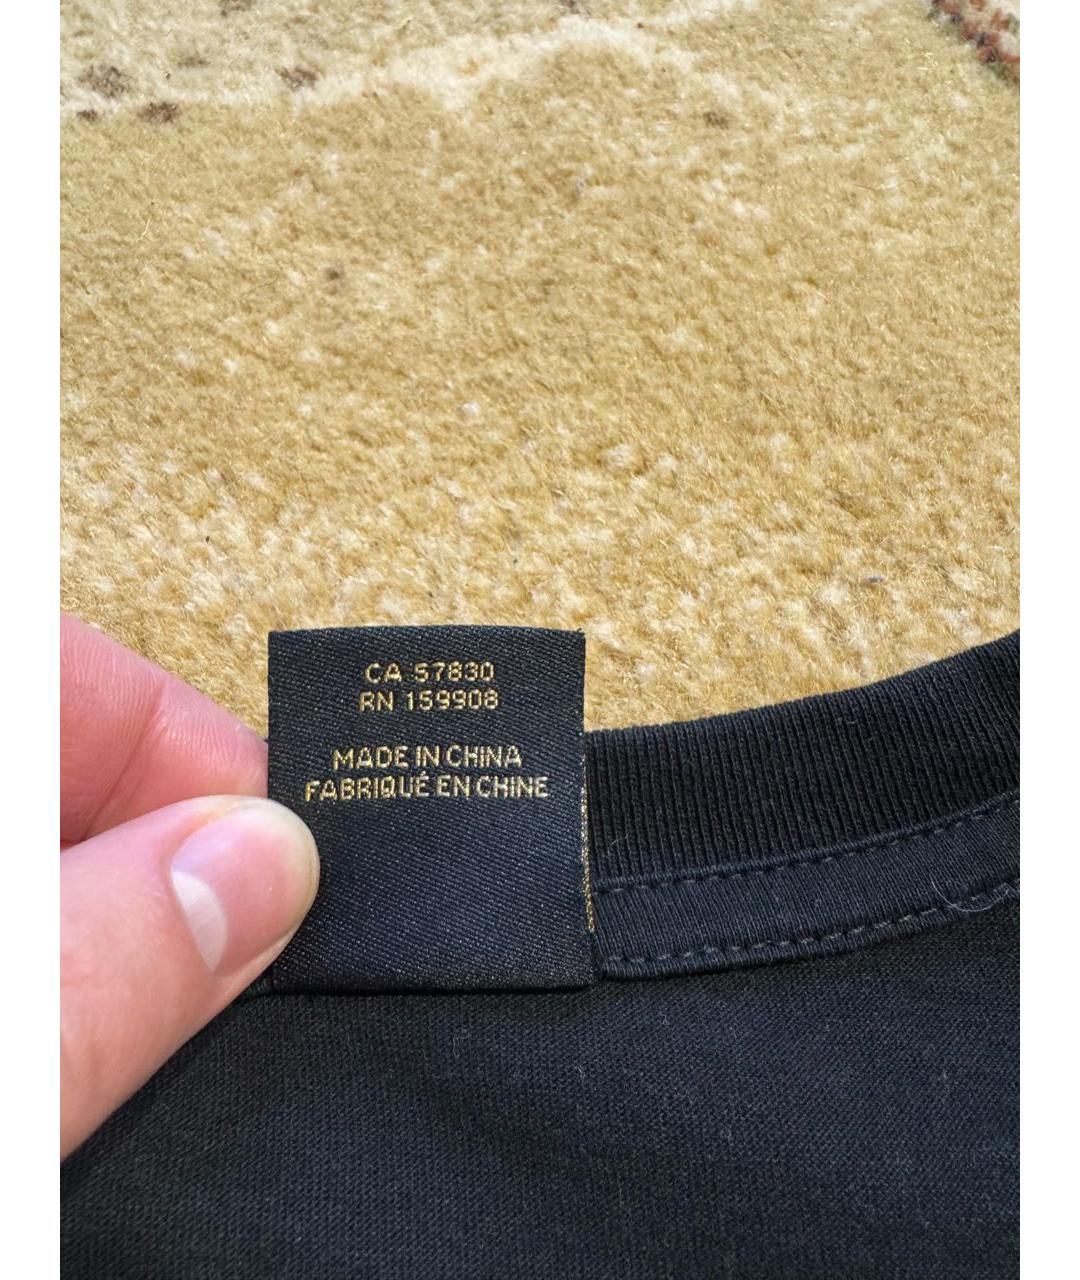 CA 57830
RN 159908
MADE IN CHINA
FABRIQUÉ EN CHINE